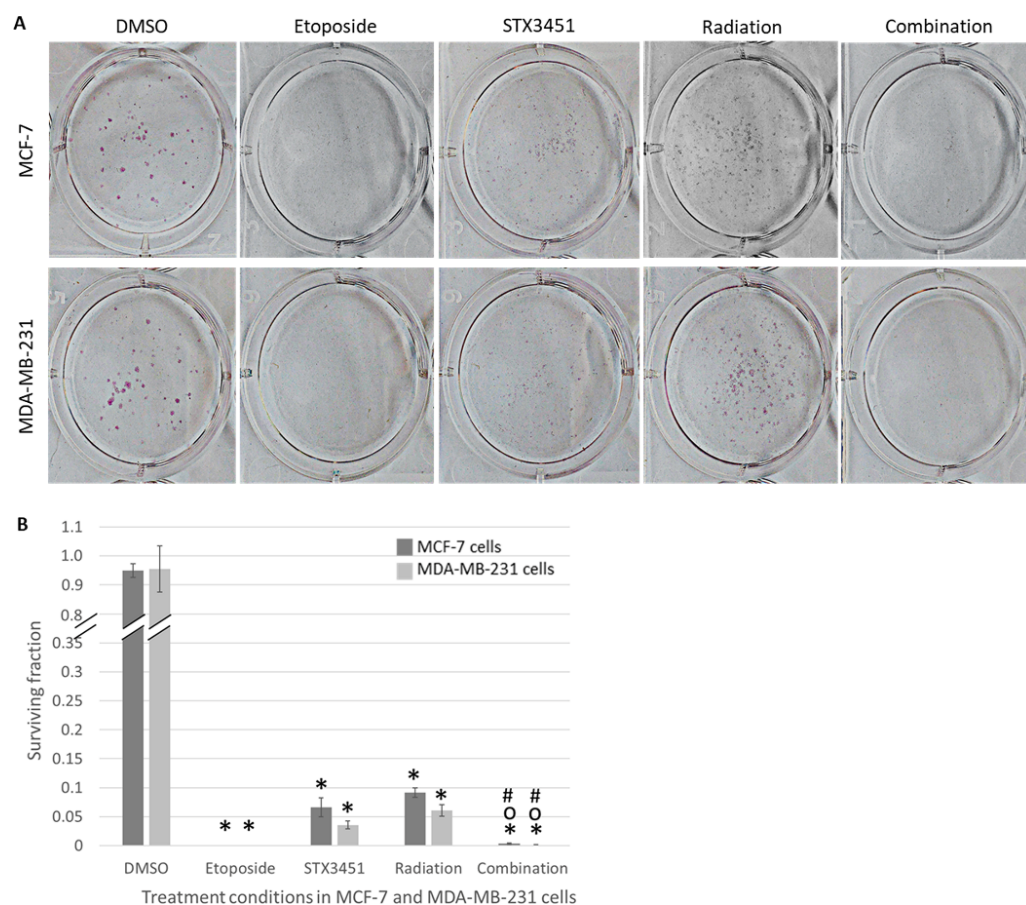 A
DMSO
Etoposide
STX3451
Radiation
Combination
MCF-7
MDA-MB-231
B
1.1
1.0
0.9
0.8
0.35
0.3
0.25
0.2
0.15
0.1
0.05
0
Surviving fraction
MCF-7 cells
MDA-MB-231 cells
* *
* *
* *
# #
O O
* *
DMSO
Etoposide
STX3451
Radiation
Combination
Treatment conditions in MCF-7 and MDA-MB-231 cells